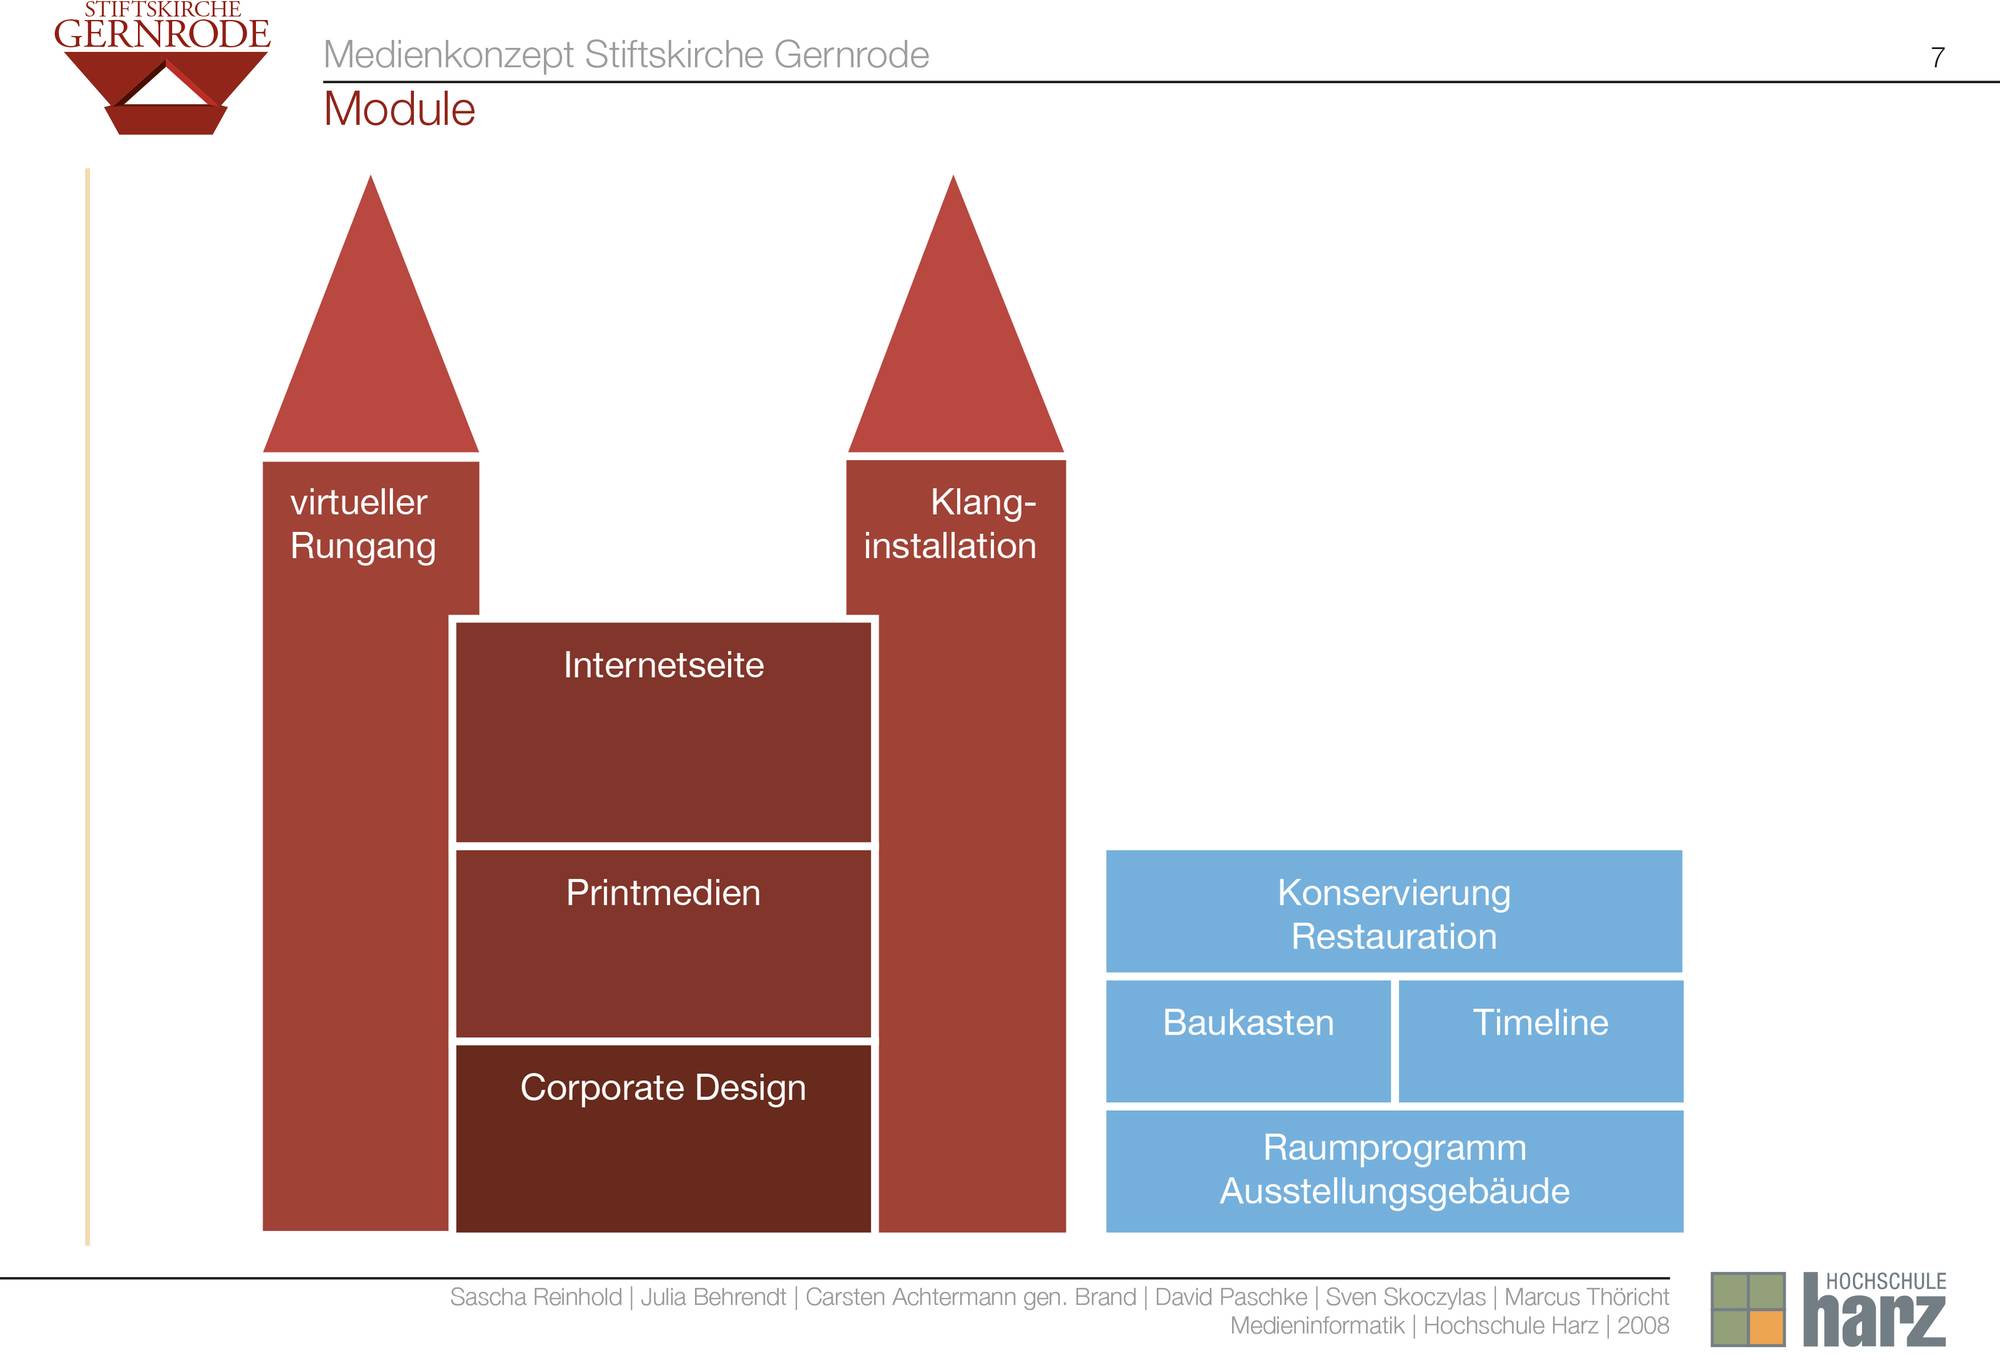 STIFTSKIRCHE
GERNRODE
Medienkonzept Stiftskirche Gernrode
7
Module
virtueller
Rungang
Klang-
installation
Internetseite
Printmedien
Corporate Design
Konservierung
Restauration
Baukasten
Timeline
Raumprogramm
Ausstellungsgebäude
Sascha Reinhold | Julia Behrendt | Carsten Achtermann gen. Brand | David Paschke | Sven Skoczylas | Marcus Thöricht
Medieninformatik | Hochschule Harz | 2008
HOCHSCHULE
harz